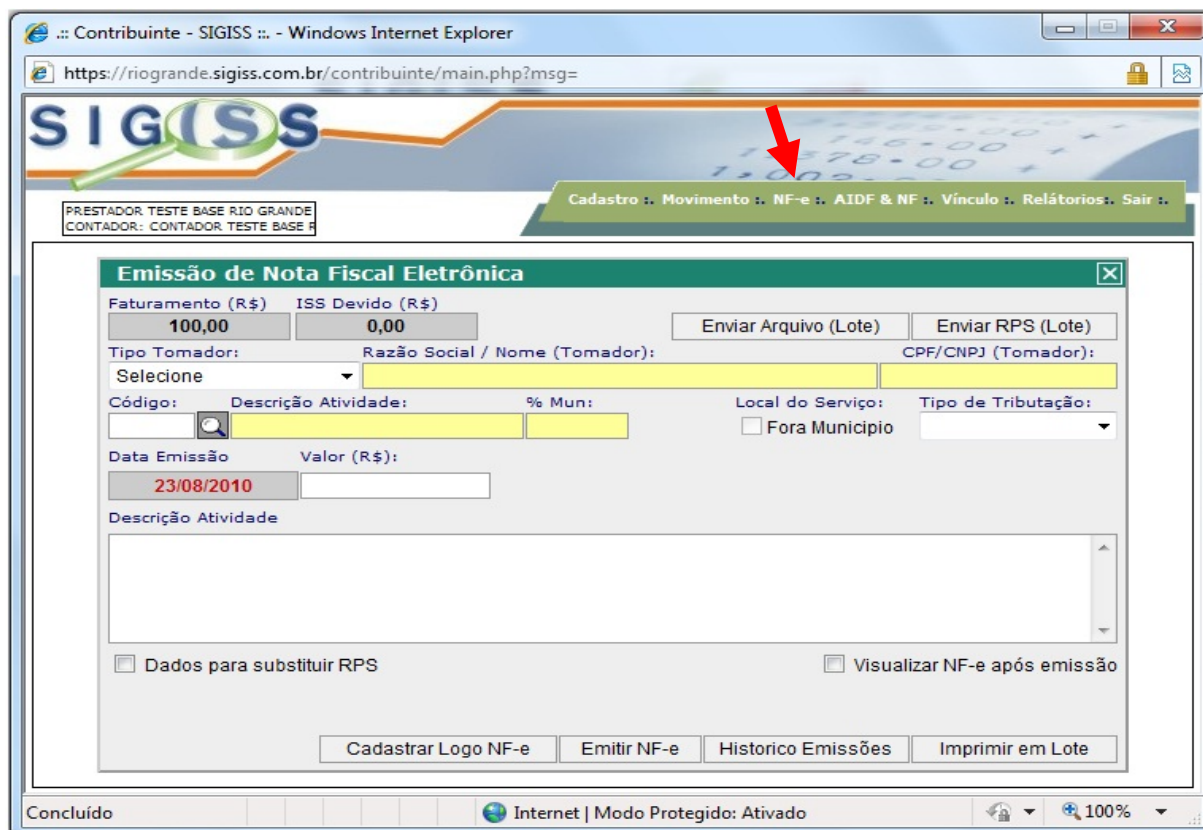 .:: Contribuinte - SIGISS ::. - Windows Internet Explorer
https://riogrande.sigiss.com.br/contribuinte/main.php?msg=
SIGISS
PRESTADOR TESTE BASE RIO GRANDE
CONTADOR: CONTADOR TESTE BASE R
Cadastro :. Movimento :. NF-e :. AIDF & NF :. Vínculo :. Relátorios:. Sair :.
Emissão de Nota Fiscal Eletrônica
Faturamento (R$) ISS Devido (R$)
100,00 0,00 Enviar Arquivo (Lote) Enviar RPS (Lote)
Tipo Tomador: Razão Social / Nome (Tomador): CPF/CNPJ (Tomador):
Selecione
Código: Descrição Atividade: % Mun: Local do Serviço: Tipo de Tributação:
Fora Municipio
Data Emissão Valor (R$):
23/08/2010
Descrição Atividade
Dados para substituir RPS Visualizar NF-e após emissão
Cadastrar Logo NF-e Emitir NF-e Historico Emissões Imprimir em Lote
Concluído Internet | Modo Protegido: Ativado 100%